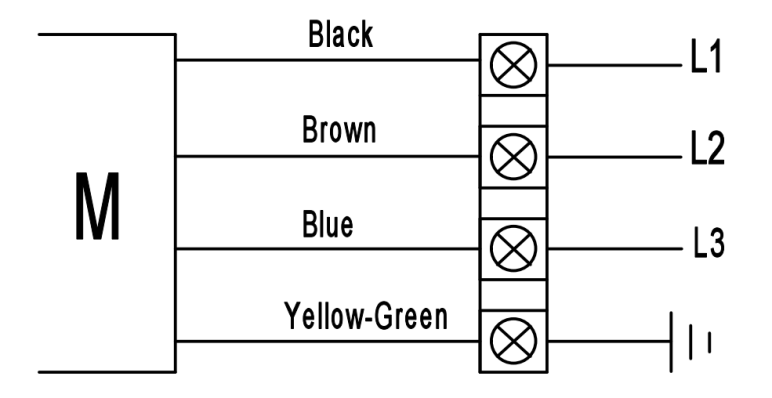 Black
L1
Brown
L2
M
Blue
L3
Yellow-Green